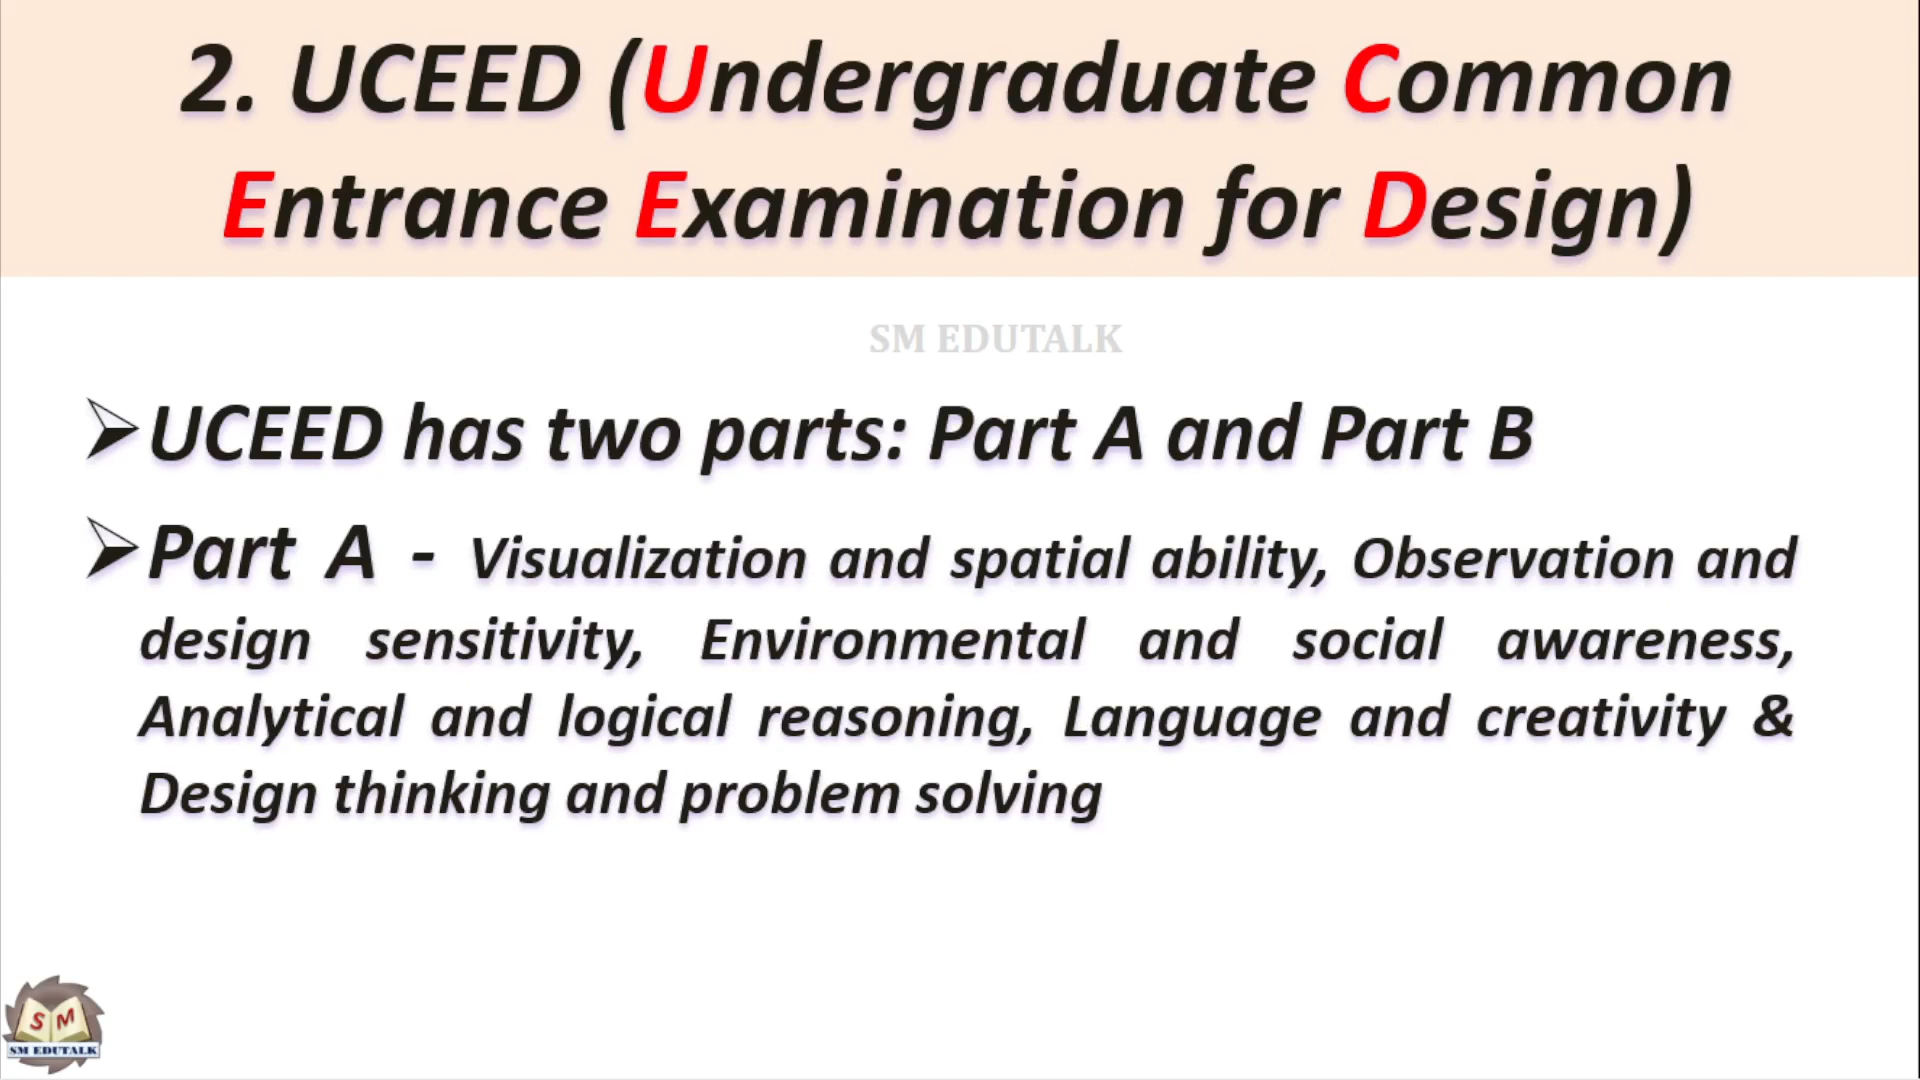 2. UCEED (Undergraduate Common
Entrance Examination for Design)
SM EDUTALK
UCEED has two parts: Part A and Part B
Part A - Visualization and spatial ability, Observation and
design sensitivity, Environmental and social awareness,
Analytical and logical reasoning, Language and creativity &
Design thinking and problem solving
S M
SM EDUTALK